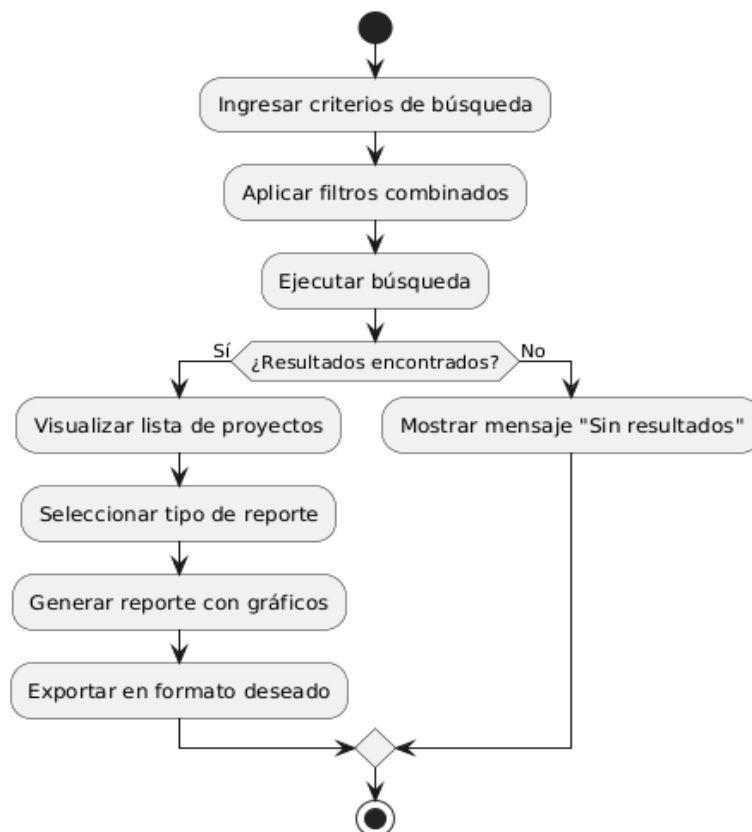 Ingresar criterios de búsqueda
Aplicar filtros combinados
Ejecutar búsqueda
¿Resultados encontrados?
Sí
No
Visualizar lista de proyectos
Mostrar mensaje "Sin resultados"
Seleccionar tipo de reporte
Generar reporte con gráficos
Exportar en formato deseado